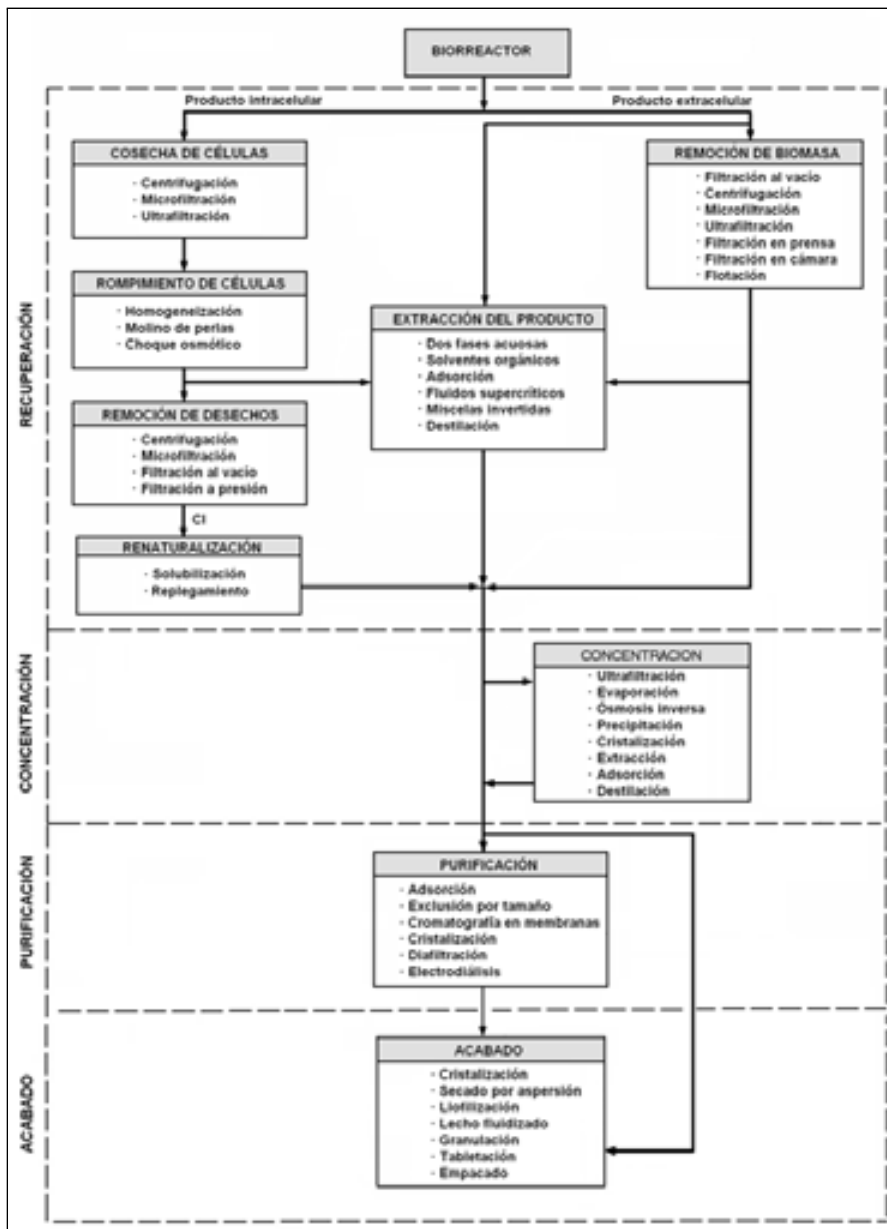 BIORREACTOR
Producto intracelular
Producto extracelular
COSECHA DE CÉLULAS
· Centrifugación
· Microfiltración
· Ultrafiltración
REMOCIÓN DE BIOMASA
· Filtración al vacío
· Centrifugación
· Microfiltración
· Ultrafiltración
· Filtración en prensa
· Filtración en cámara
· Flotación
ROMPIMIENTO DE CÉLULAS
· Homogeneización
· Molino de perlas
· Choque osmótico
EXTRACCIÓN DEL PRODUCTO
· Dos fases acuosas
· Solventes orgánicos
· Adsorción
· Fluidos supercríticos
· Miscelas invertidas
· Destilación
REMOCIÓN DE DESECHOS
· Centrifugación
· Microfiltración
· Filtración al vacío
· Filtración a presión
CI
RENATURALIZACIÓN
· Solubilización
· Replegamiento
RECUPERACIÓN
CONCENTRACION
· Ultrafiltración
· Evaporación
· Ósmosis inversa
· Precipitación
· Cristalización
· Extracción
· Adsorción
· Destilación
CONCENTRACIÓN
PURIFICACIÓN
· Adsorción
· Exclusión por tamaño
· Cromatografía en membranas
· Cristalización
· Diafiltración
· Electrodiálisis
PURIFICACIÓN
ACABADO
· Cristalización
· Secado por aspersión
· Liofilización
· Lecho fluidizado
· Granulación
· Tabletación
· Empacado
ACABADO